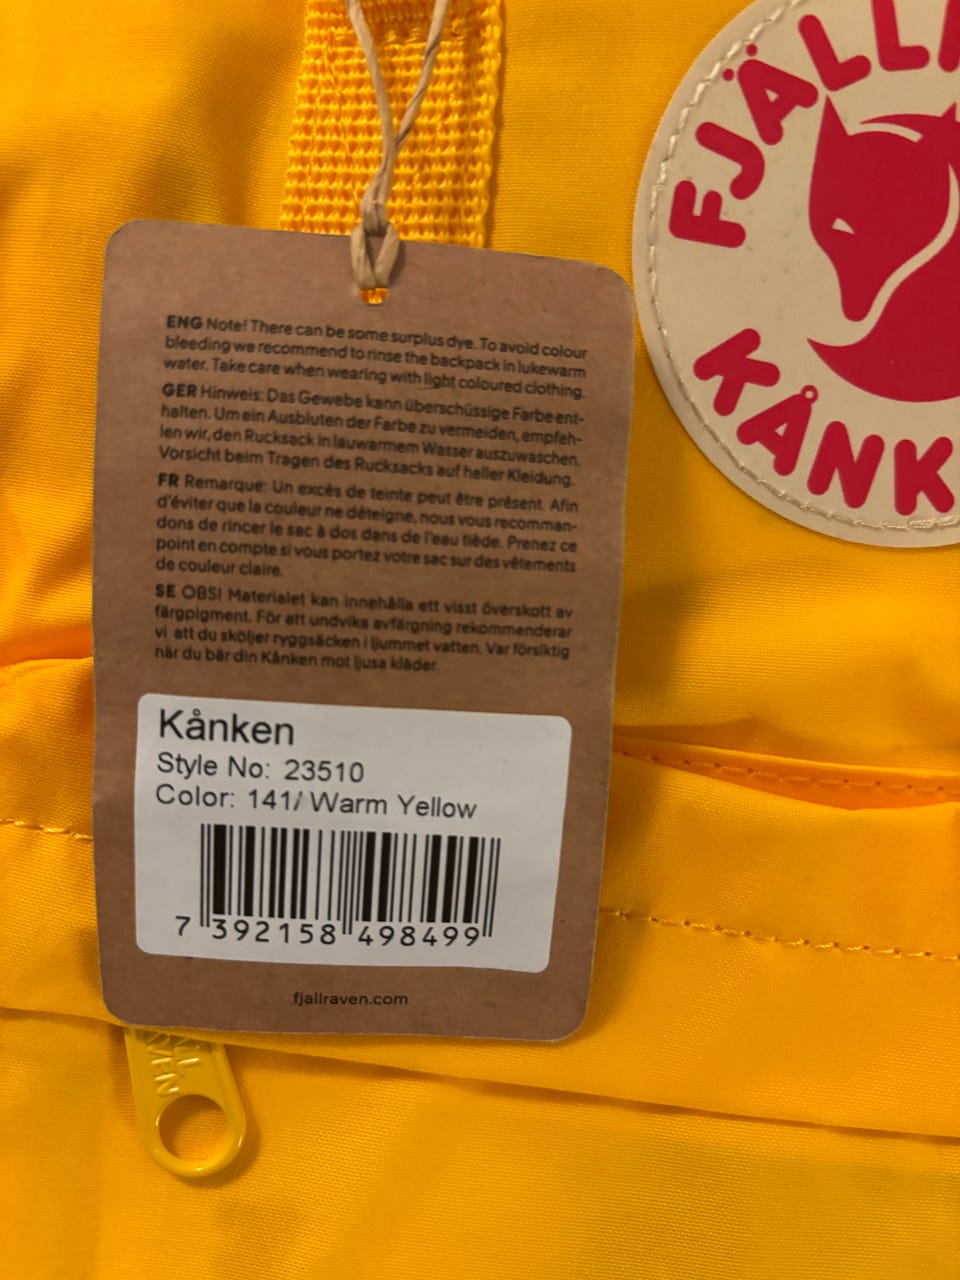 FJÄLL
KÅNK
ENG Note! There can be some surplus dye. To avoid colour
bleeding we recommend to rinse the backpack in lukewarm
water. Take care when wearing with light coloured clothing.
GER Hinweis: Das Gewebe kann überschüssige Farbe ent-
halten. Um ein Ausbluten der Farbe zu vermeiden, empfeh-
len wir, den Rucksack in lauwarmem Wasser auszuwaschen.
Vorsicht beim Tragen des Rucksacks auf heller Kleidung.
FR Remarque: Un excès de teinte peut être présent. Afin
d'éviter que la couleur ne déteigne, nous vous recomman-
dons de rincer le sac à dos dans de l'eau tiède. Prenez ce
point en compte si vous portez votre sac sur des vêtements
de couleur claire.
SE OBS! Materialet kan innehålla ett visst överskott av
färgpigment. För att undvika avfärgning rekommenderar
vi att du sköljer ryggsäcken i ljummet vatten. Var försiktig
när du bär din Kånken mot ljusa kläder.
Kånken
Style No: 23510
Color: 141/ Warm Yellow
7 392158 498499
fjallraven.com
VEN